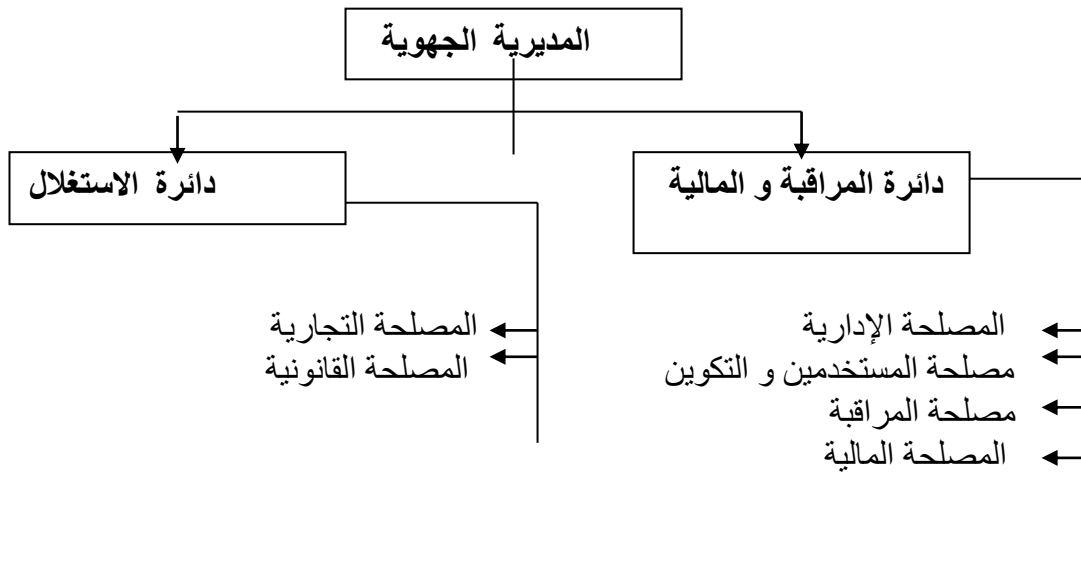 المديرية الجهوية
دائرة المراقبة و المالية
دائرة الاستغلال
المصلحة الإدارية
مصلحة المستخدمين و التكوين
مصلحة المراقبة
المصلحة المالية
المصلحة التجارية
المصلحة القانونية